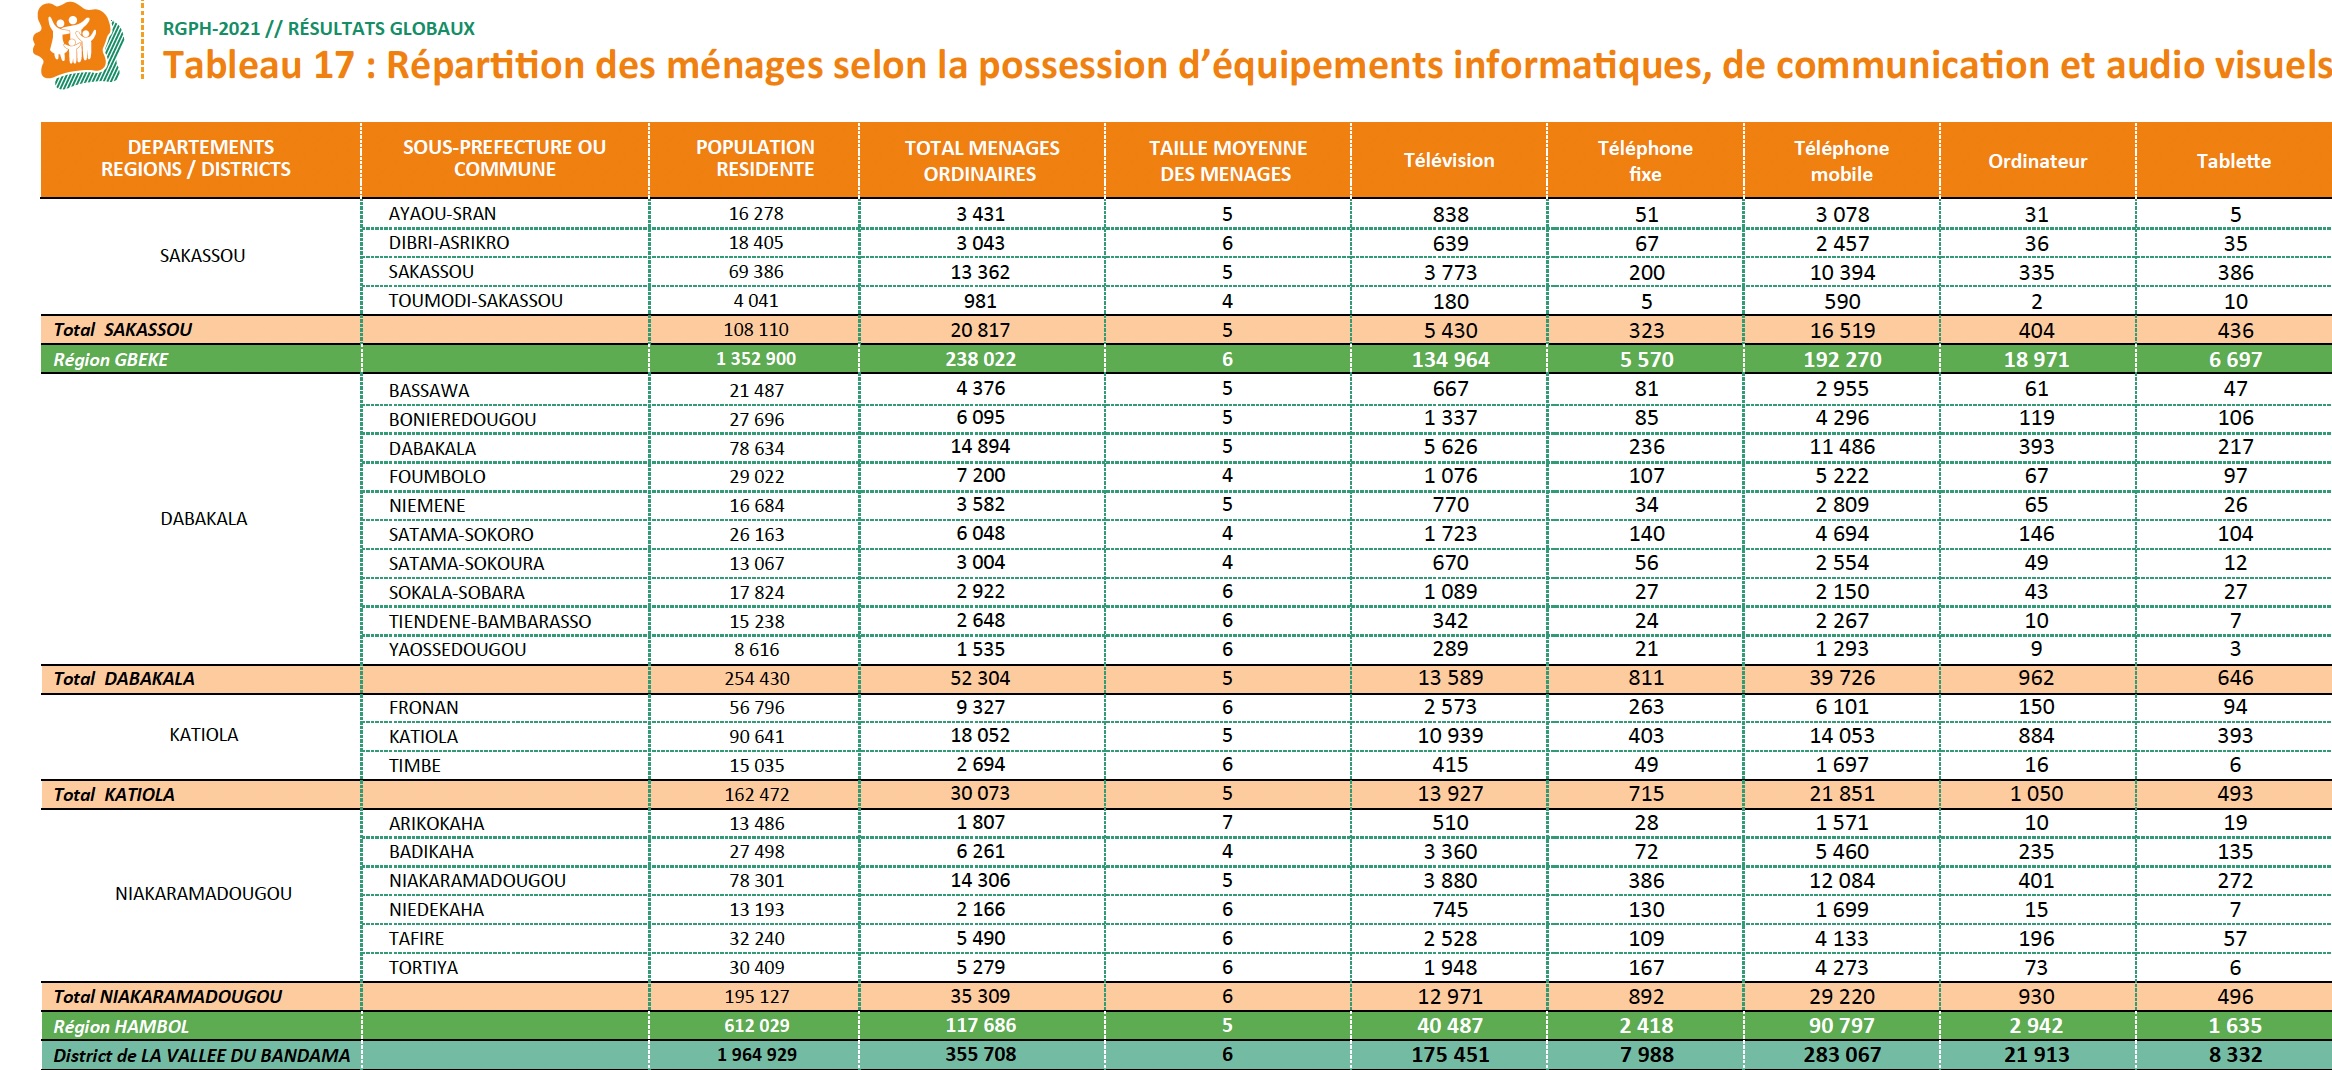 RGPH-2021 // RÉSULTATS GLOBAUX
Tableau 17 : Répartition des ménages selon la possession d’équipements informatiques, de communication et audio visuels
DEPARTEMENTS REGIONS / DISTRICTS SOUS-PREFECTURE OU COMMUNE POPULATION RESIDENTE TOTAL MENAGES ORDINAIRES TAILLE MOYENNE DES MENAGES Télévision Téléphone fixe Téléphone mobile Ordinateur Tablette
SAKASSOU
AYAOU-SRAN 16 278 3 431 5 838 51 3 078 31 5
DIBRI-ASRIKRO 18 405 3 043 6 639 67 2 457 36 35
SAKASSOU 69 386 13 362 5 3 773 200 10 394 335 386
TOUMODI-SAKASSOU 4 041 981 4 180 5 590 2 10
Total SAKASSOU 108 110 20 817 5 5 430 323 16 519 404 436
Région GBEKE 1 352 900 238 022 6 134 964 5 570 192 270 18 971 6 697
DABAKALA
BASSAWA 21 487 4 376 5 667 81 2 955 61 47
BONIEREDOUGOU 27 696 6 095 5 1 337 85 4 296 119 106
DABAKALA 78 634 14 894 5 5 626 236 11 486 393 217
FOUMBOLO 29 022 7 200 4 1 076 107 5 222 67 97
NIEMENE 16 684 3 582 5 770 34 2 809 65 26
SATAMA-SOKORO 26 163 6 048 4 1 723 140 4 694 146 104
SATAMA-SOKOURA 13 067 3 004 4 670 56 2 554 49 12
SOKALA-SOBARA 17 824 2 922 6 1 089 27 2 150 43 27
TIENDENE-BAMBARASSO 15 238 2 648 6 342 24 2 267 10 7
YAOSSEDOUGOU 8 616 1 535 6 289 21 1 293 9 3
Total DABAKALA 254 430 52 304 5 13 589 811 39 726 962 646
KATIOLA
FRONAN 56 796 9 327 6 2 573 263 6 101 150 94
KATIOLA 90 641 18 052 5 10 939 403 14 053 884 393
TIMBE 15 035 2 694 6 415 49 1 697 16 6
Total KATIOLA 162 472 30 073 5 13 927 715 21 851 1 050 493
NIAKARAMADOUGOU
ARIKOKAHA 13 486 1 807 7 510 28 1 571 10 19
BADIKAHA 27 498 6 261 4 3 360 72 5 460 235 135
NIAKARAMADOUGOU 78 301 14 306 5 3 880 386 12 084 401 272
NIEDEKAHA 13 193 2 166 6 745 130 1 699 15 7
TAFIRE 32 240 5 490 6 2 528 109 4 133 196 57
TORTIYA 30 409 5 279 6 1 948 167 4 273 73 6
Total NIAKARAMADOUGOU 195 127 35 309 6 12 971 892 29 220 930 496
Région HAMBOL 612 029 117 686 5 40 487 2 418 90 797 2 942 1 635
District de LA VALLEE DU BANDAMA 1 964 929 355 708 6 175 451 7 988 283 067 21 913 8 332